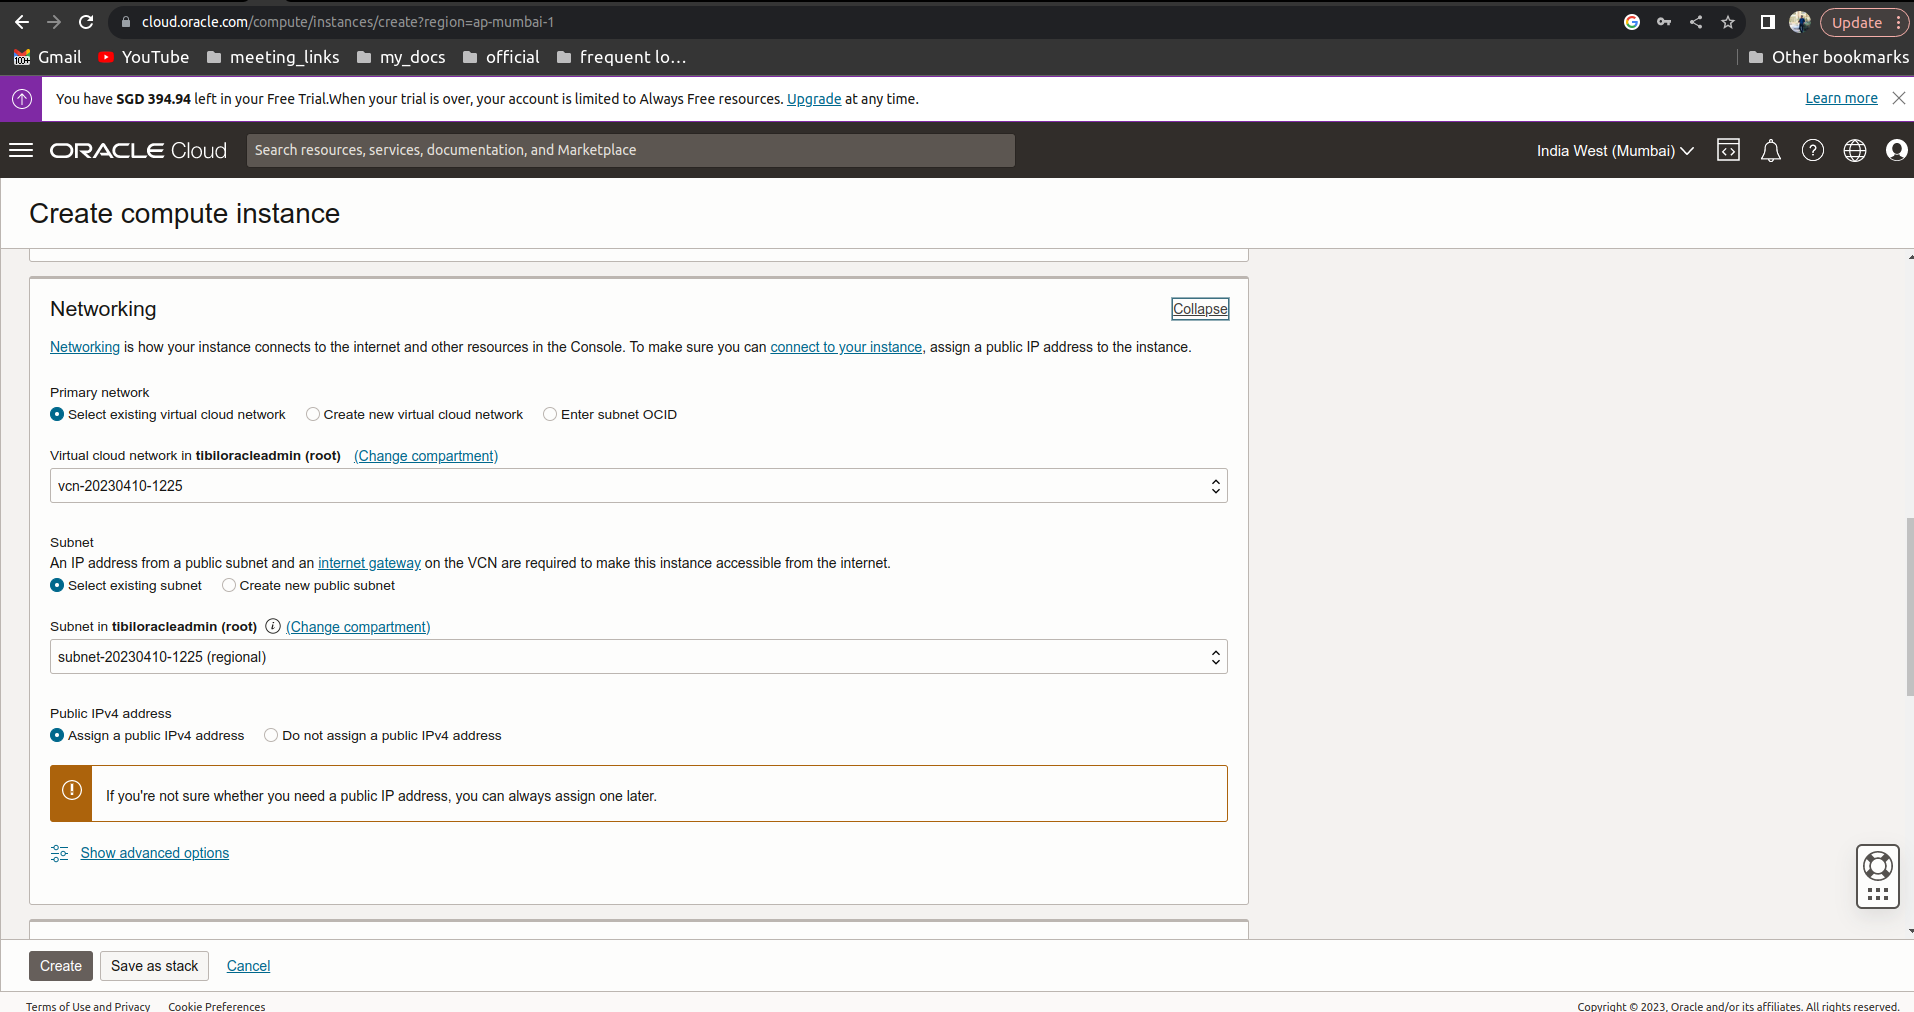 cloud.oracle.com/compute/instances/create?region=ap-mumbai-1
Update
Gmail YouTube meeting_links my_docs official frequent lo… Other bookmarks
You have SGD 394.94 left in your Free Trial.When your trial is over, your account is limited to Always Free resources. Upgrade at any time. Learn more
ORACLE Cloud Search resources, services, documentation, and Marketplace India West (Mumbai)
Create compute instance
Networking Collapse
Networking is how your instance connects to the internet and other resources in the Console. To make sure you can connect to your instance, assign a public IP address to the instance.
Primary network
Select existing virtual cloud network Create new virtual cloud network Enter subnet OCID
Virtual cloud network in tibiloracleadmin (root) (Change compartment)
vcn-20230410-1225
Subnet
An IP address from a public subnet and an internet gateway on the VCN are required to make this instance accessible from the internet.
Select existing subnet Create new public subnet
Subnet in tibiloracleadmin (root) (Change compartment)
subnet-20230410-1225 (regional)
Public IPv4 address
Assign a public IPv4 address Do not assign a public IPv4 address
If you're not sure whether you need a public IP address, you can always assign one later.
Show advanced options
Create Save as stack Cancel
Terms of Use and Privacy Cookie Preferences Copyright © 2023, Oracle and/or its affiliates. All rights reserved.